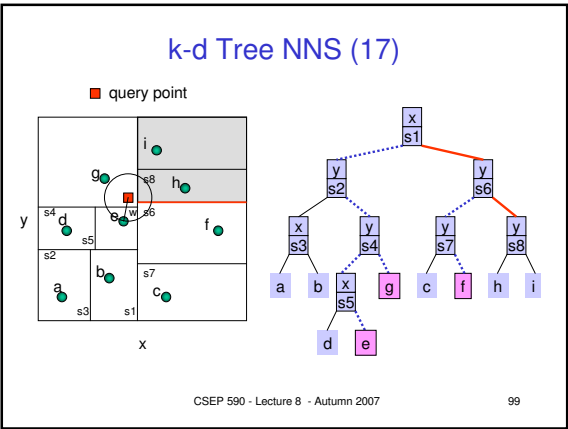 k-d Tree NNS (17)
query point
i
g
s8
h
e
w
s6
s4
d
f
s5
y
s2
b
s7
a
c
s3
s1
x
x
s1
y
s2
y
s6
x
s3
y
s4
y
s7
y
s8
a
b
x
s5
g
c
f
h
i
d
e
CSEP 590 - Lecture 8 - Autumn 2007
99